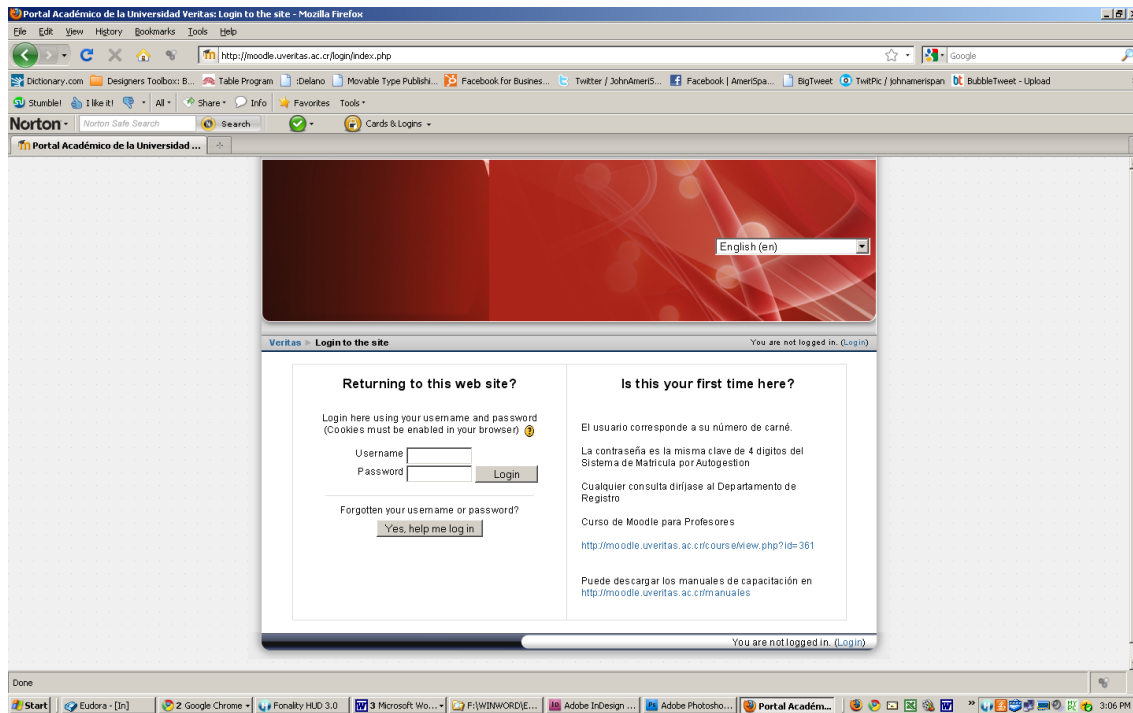 Portal Académico de la Universidad Veritas: Login to the site - Mozilla Firefox
File Edit View History Bookmarks Tools Help
http://moodle.uveritas.ac.cr/login/index.php
Google
Dictionary.com Designers Toolbox: B... Table Program :Delano Movable Type Publishi... Facebook for Busines... Twitter / JohnAmeriS... Facebook | AmeriSpa... BigTweet TwitPic / johnamerispan BubbleTweet - Upload
Stumble! I like it! All Share Info Favorites Tools
Norton Norton Safe Search Search Cards & Logins
Portal Académico de la Universidad ...
English (en)
Veritas Login to the site You are not logged in. (Login)
Returning to this web site?
Login here using your username and password
(Cookies must be enabled in your browser) ?
Username
Password Login
Forgotten your username or password?
Yes, help me log in
Is this your first time here?
El usuario corresponde a su número de carné.
La contraseña es la misma clave de 4 digitos del
Sistema de Matricula por Autogestion
Cualquier consulta diríjase al Departamento de
Registro
Curso de Moodle para Profesores
http://moodle.uveritas.ac.cr/course/view.php?id=361
Puede descargar los manuales de capacitación en
http://moodle.uveritas.ac.cr/manuales
You are not logged in. (Login)
Done
Start Eudora - [In] 2 Google Chrome Fonality HUD 3.0 3 Microsoft Wo... F:\WINWORD\E... Adobe InDesign ... Adobe Photosho... Portal Académ... 3:06 PM